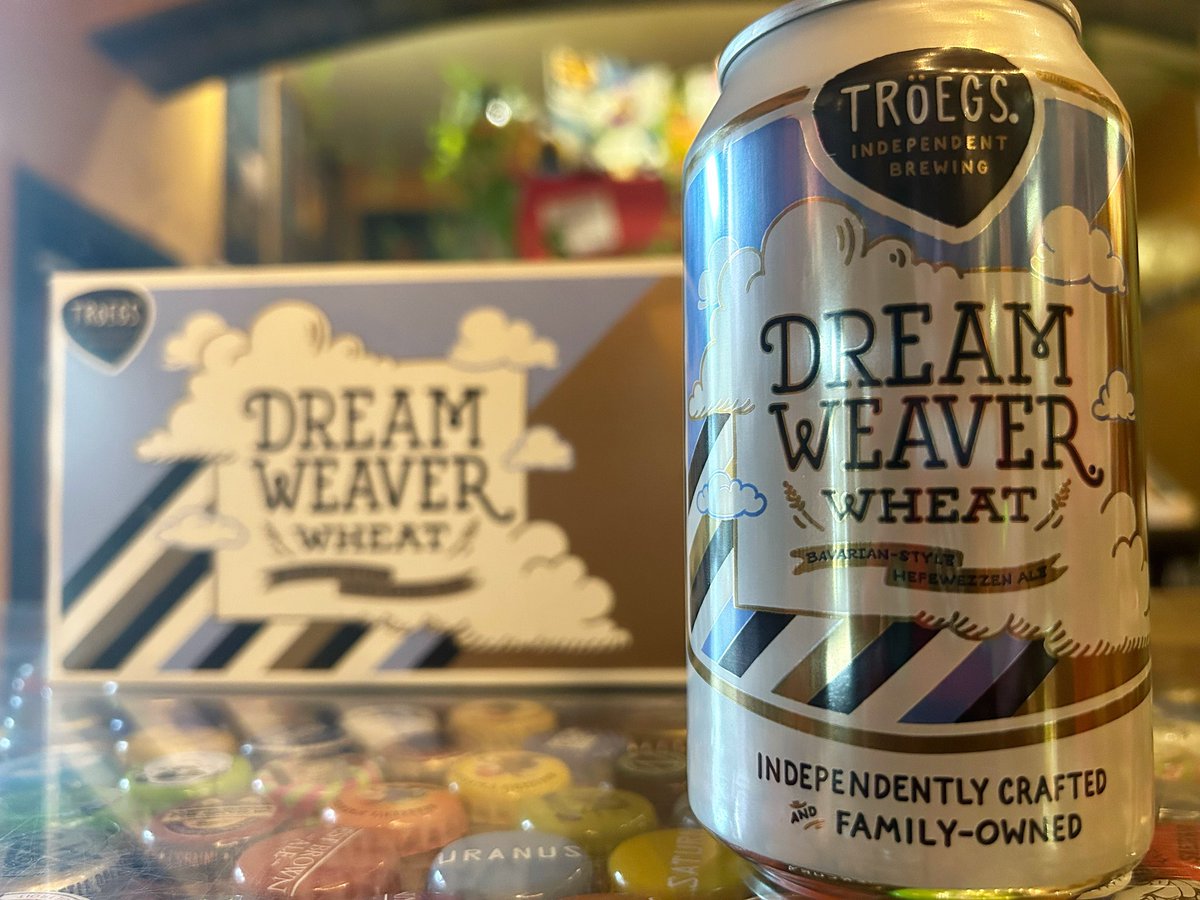 TRÖEGS
DREAM
WEAVER
WHEAT
TRÖEGS.
INDEPENDENT
BREWING
DREAM
WEAVER
WHEAT
BAVARIAN-STYLE
HEFEWEIZEN ALE
INDEPENDENTLY CRAFTED
AND FAMILY-OWNED
URANUS
SATURN